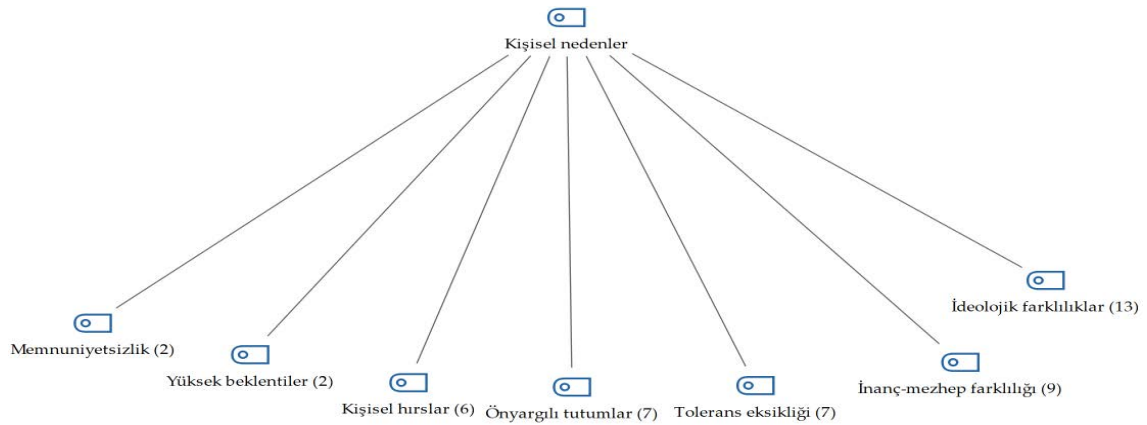 Kişisel nedenler
İdeolojik farklılıklar (13)
Memnuniyetsizlik (2)
İnanç-mezhep farklılığı (9)
Yüksek beklentiler (2)
Kişisel hırslar (6)
Önyargılı tutumlar (7)
Tolerans eksikliği (7)